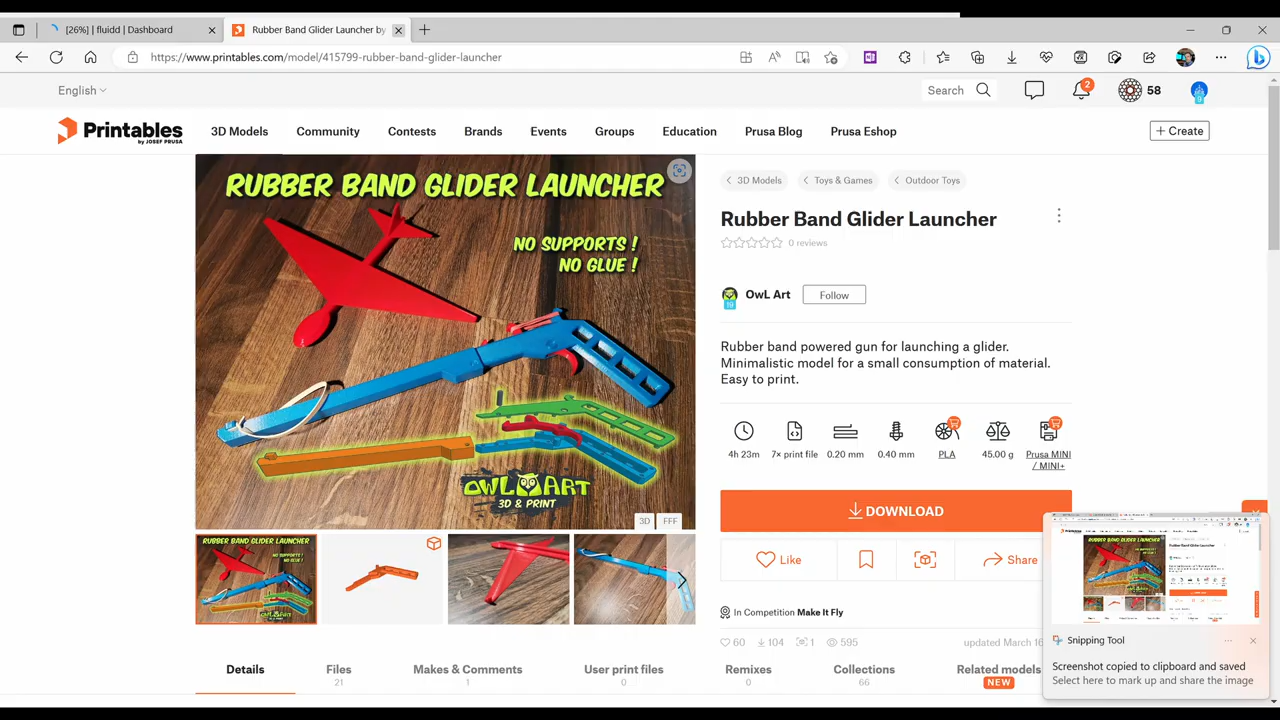 [26%] | fluidd | Dashboard
Rubber Band Glider Launcher by
https://www.printables.com/model/415799-rubber-band-glider-launcher
English
Search
2
58
9
Printables
by JOSEF PRUSA
3D Models
Community
Contests
Brands
Events
Groups
Education
Prusa Blog
Prusa Eshop
+ Create
RUBBER BAND GLIDER LAUNCHER
NO SUPPORTS !
NO GLUE !
OWL ART
3D & PRINT
3D
FFF
3D Models
Toys & Games
Outdoor Toys
Rubber Band Glider Launcher
0 reviews
19
OwL Art
Follow
Rubber band powered gun for launching a glider.
Minimalistic model for a small consumption of material.
Easy to print.
4h 23m
7× print file
0.20 mm
0.40 mm
PLA
45.00 g
Prusa MINI
/ MINI+
DOWNLOAD
Like
Share
In Competition Make It Fly
60
104
1
595
updated March 16
Details
Files
21
Makes & Comments
1
User print files
0
Remixes
0
Collections
66
Related models
NEW
Snipping Tool
Screenshot copied to clipboard and saved
Select here to mark up and share the image